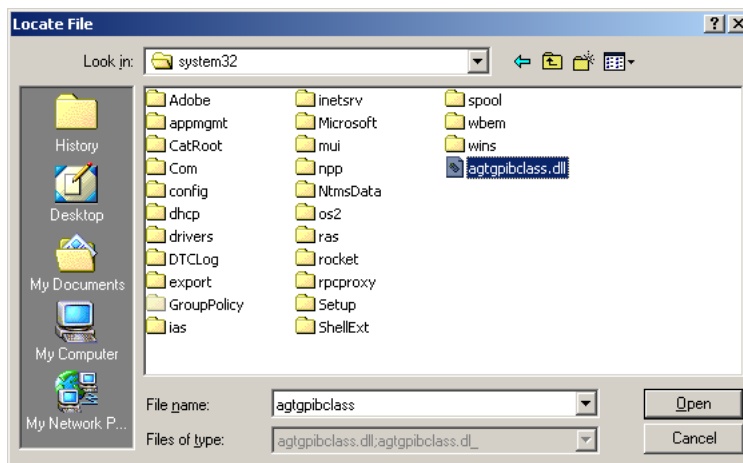 Locate File
Look in: system32
History
Desktop
My Documents
My Computer
My Network P...
Adobe
appmgmt
CatRoot
Com
config
dhcp
drivers
DTCLog
export
GroupPolicy
ias
inetsrv
Microsoft
mui
npp
NtmsData
os2
ras
rocket
rpcproxy
Setup
ShellExt
spool
wbem
wins
agtgpibclass.dll
File name: agtgpibclass Open
Files of type: agtgpibclass.dll;agtgpibclass.dl_ Cancel